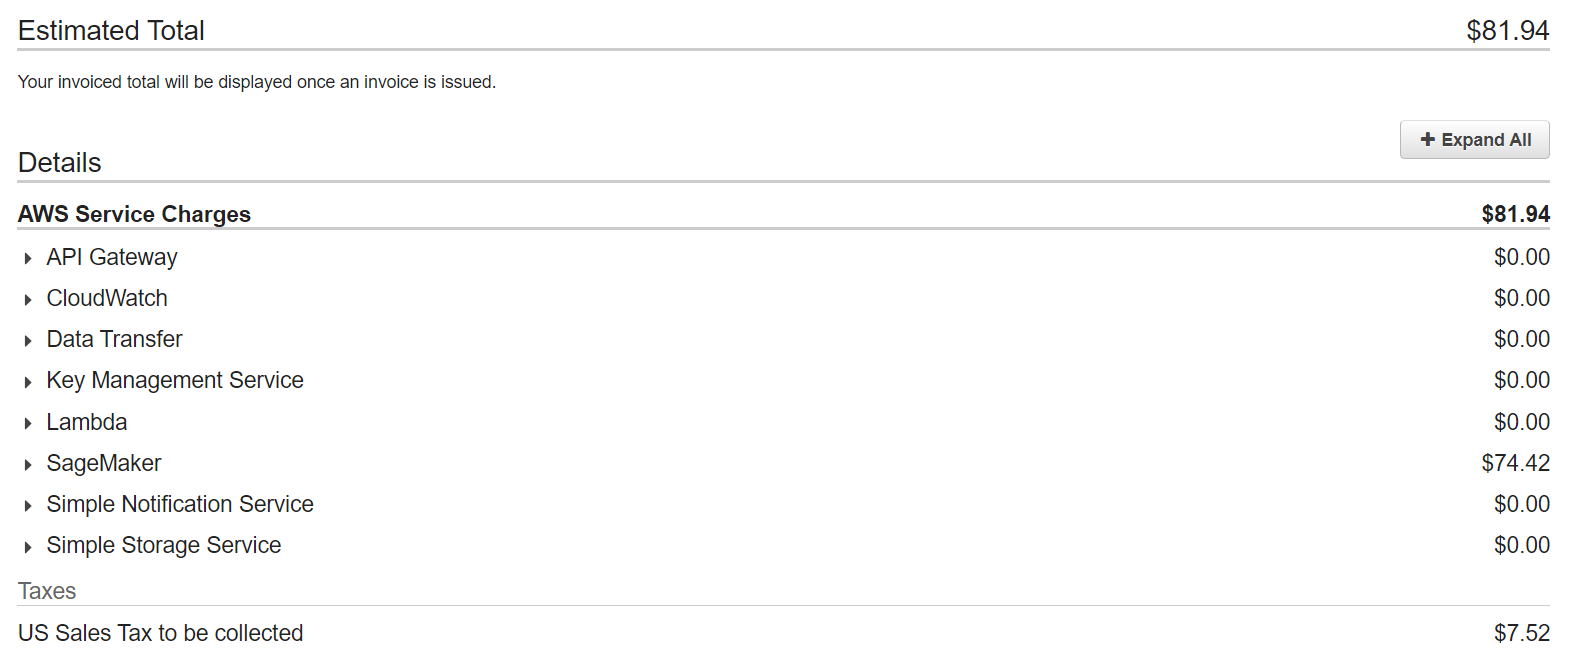 Estimated Total $81.94
Your invoiced total will be displayed once an invoice is issued.
+ Expand All
Details
AWS Service Charges $81.94
API Gateway $0.00
CloudWatch $0.00
Data Transfer $0.00
Key Management Service $0.00
Lambda $0.00
SageMaker $74.42
Simple Notification Service $0.00
Simple Storage Service $0.00
Taxes
US Sales Tax to be collected $7.52